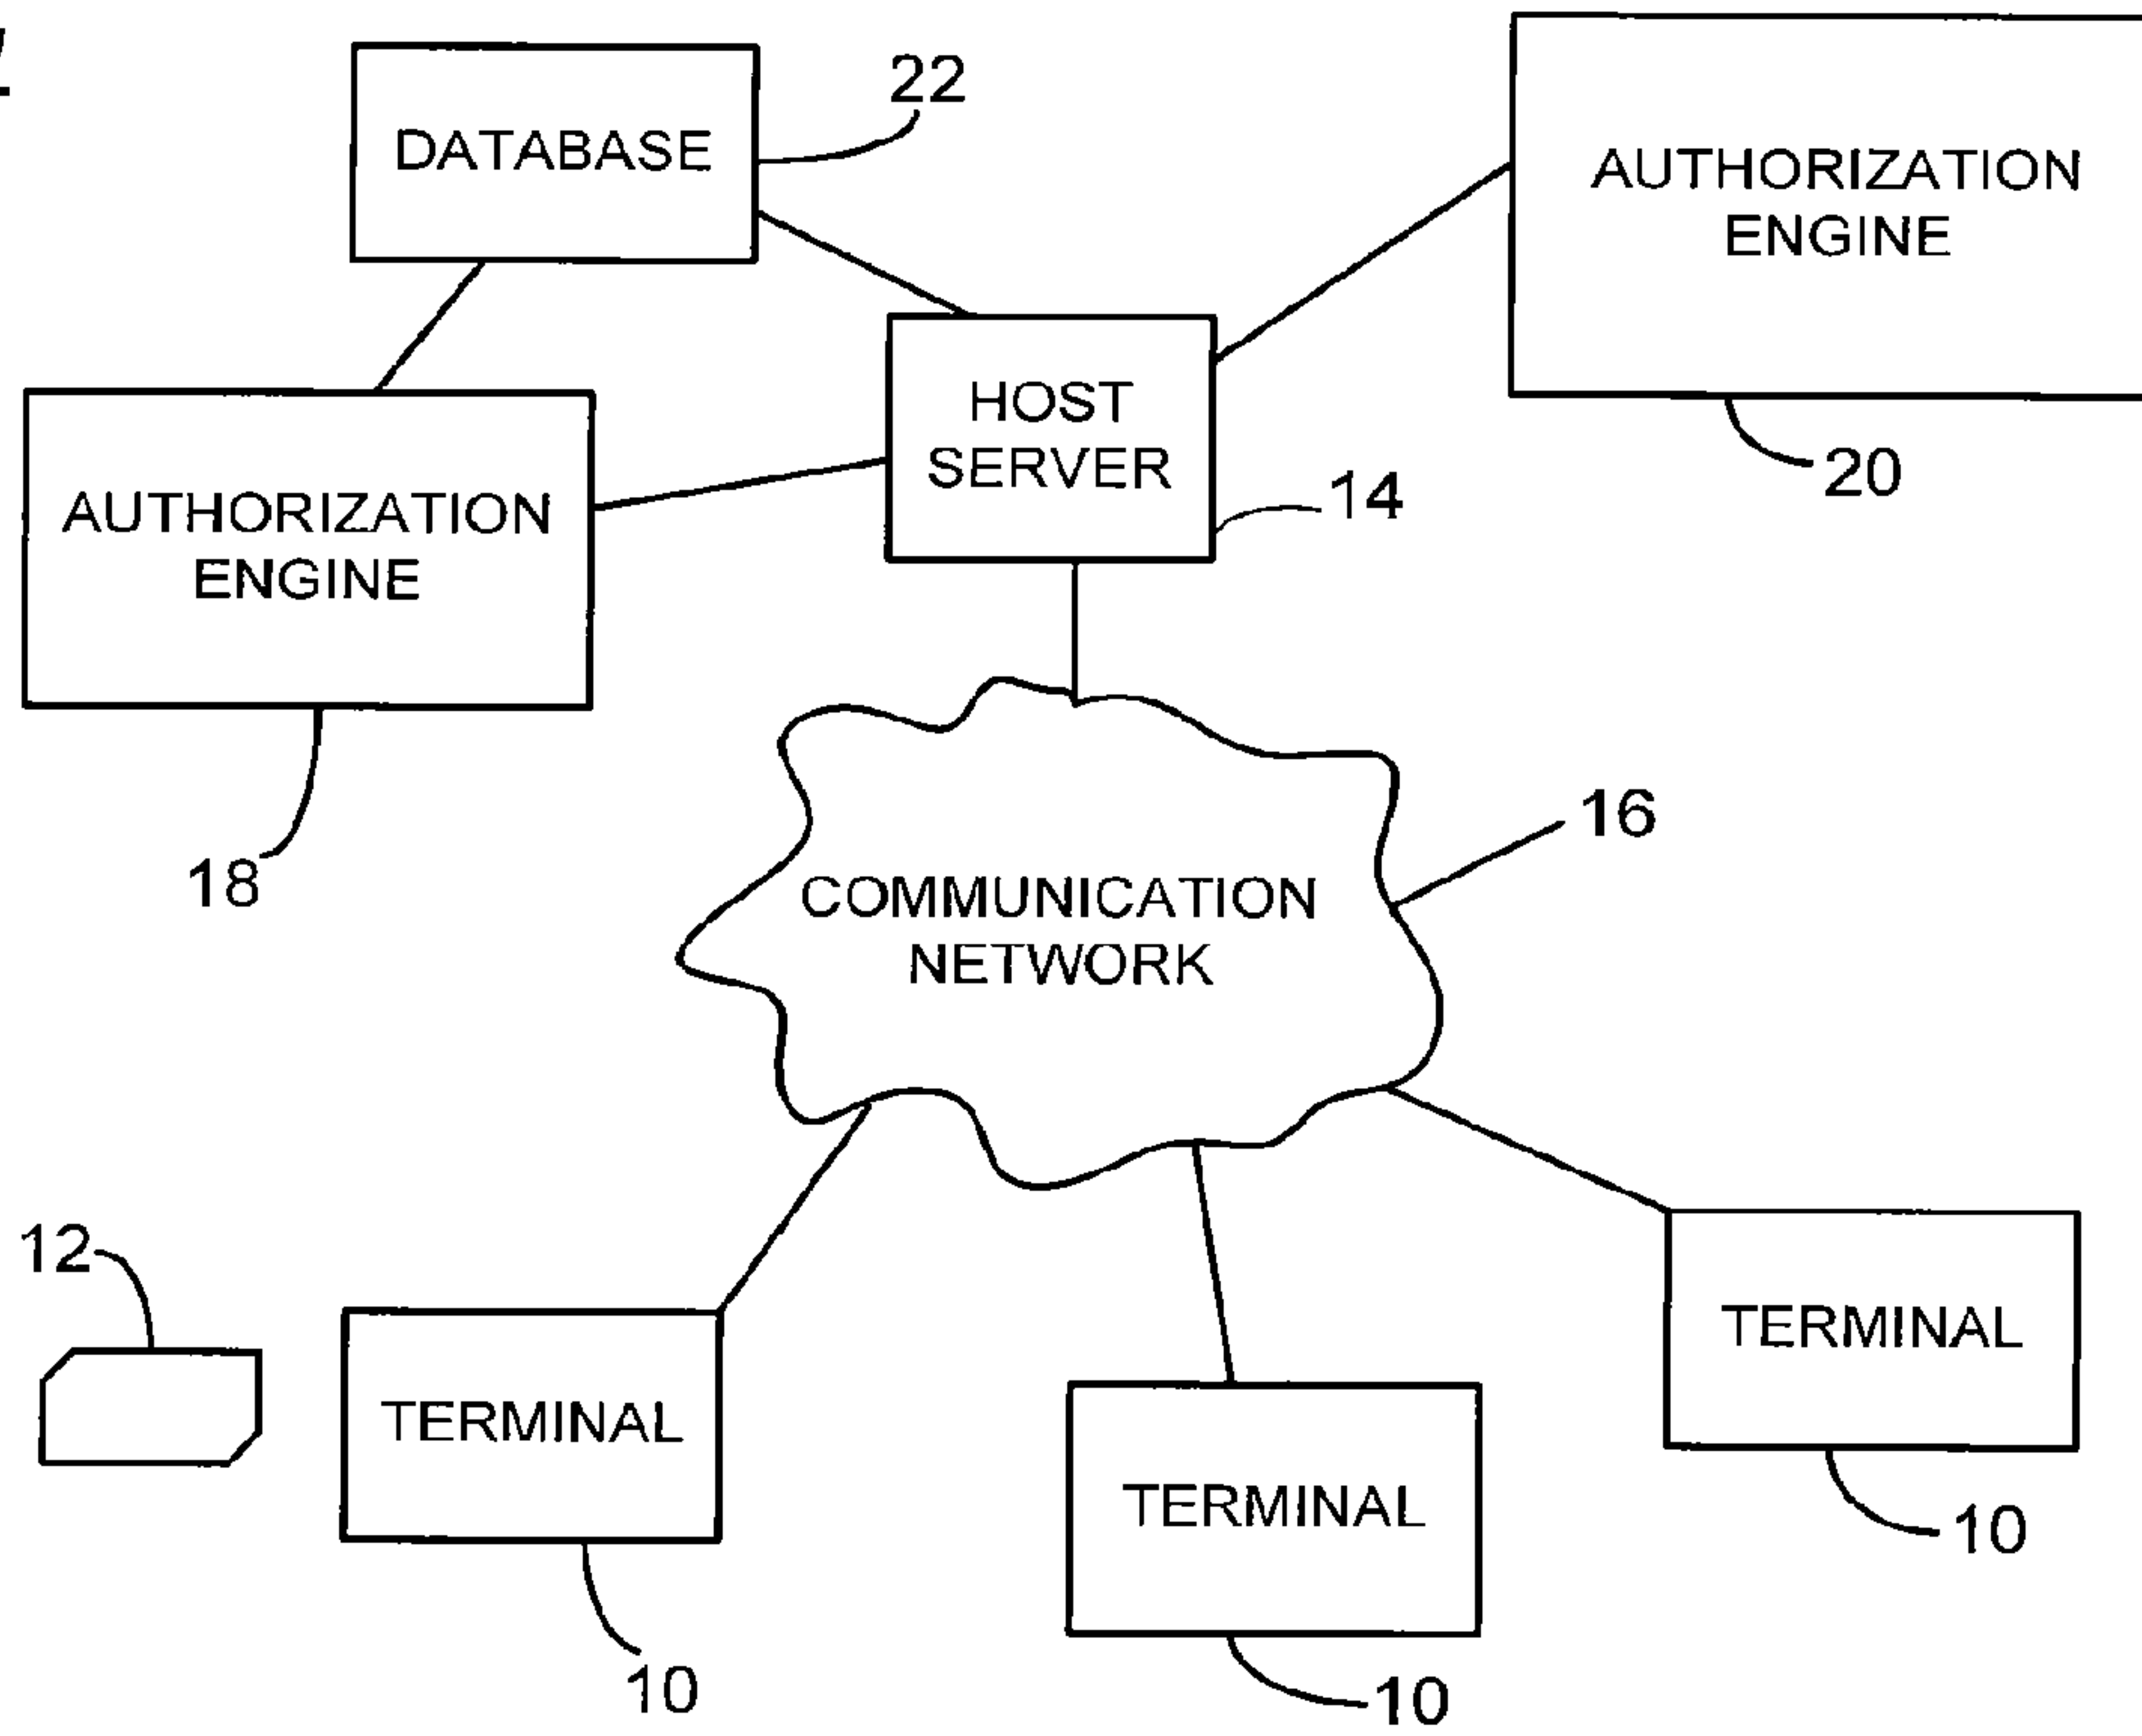 DATABASE
22
AUTHORIZATION
ENGINE
20
HOST
SERVER
14
AUTHORIZATION
ENGINE
18
COMMUNICATION
NETWORK
16
12
TERMINAL
10
TERMINAL
10
TERMINAL
10